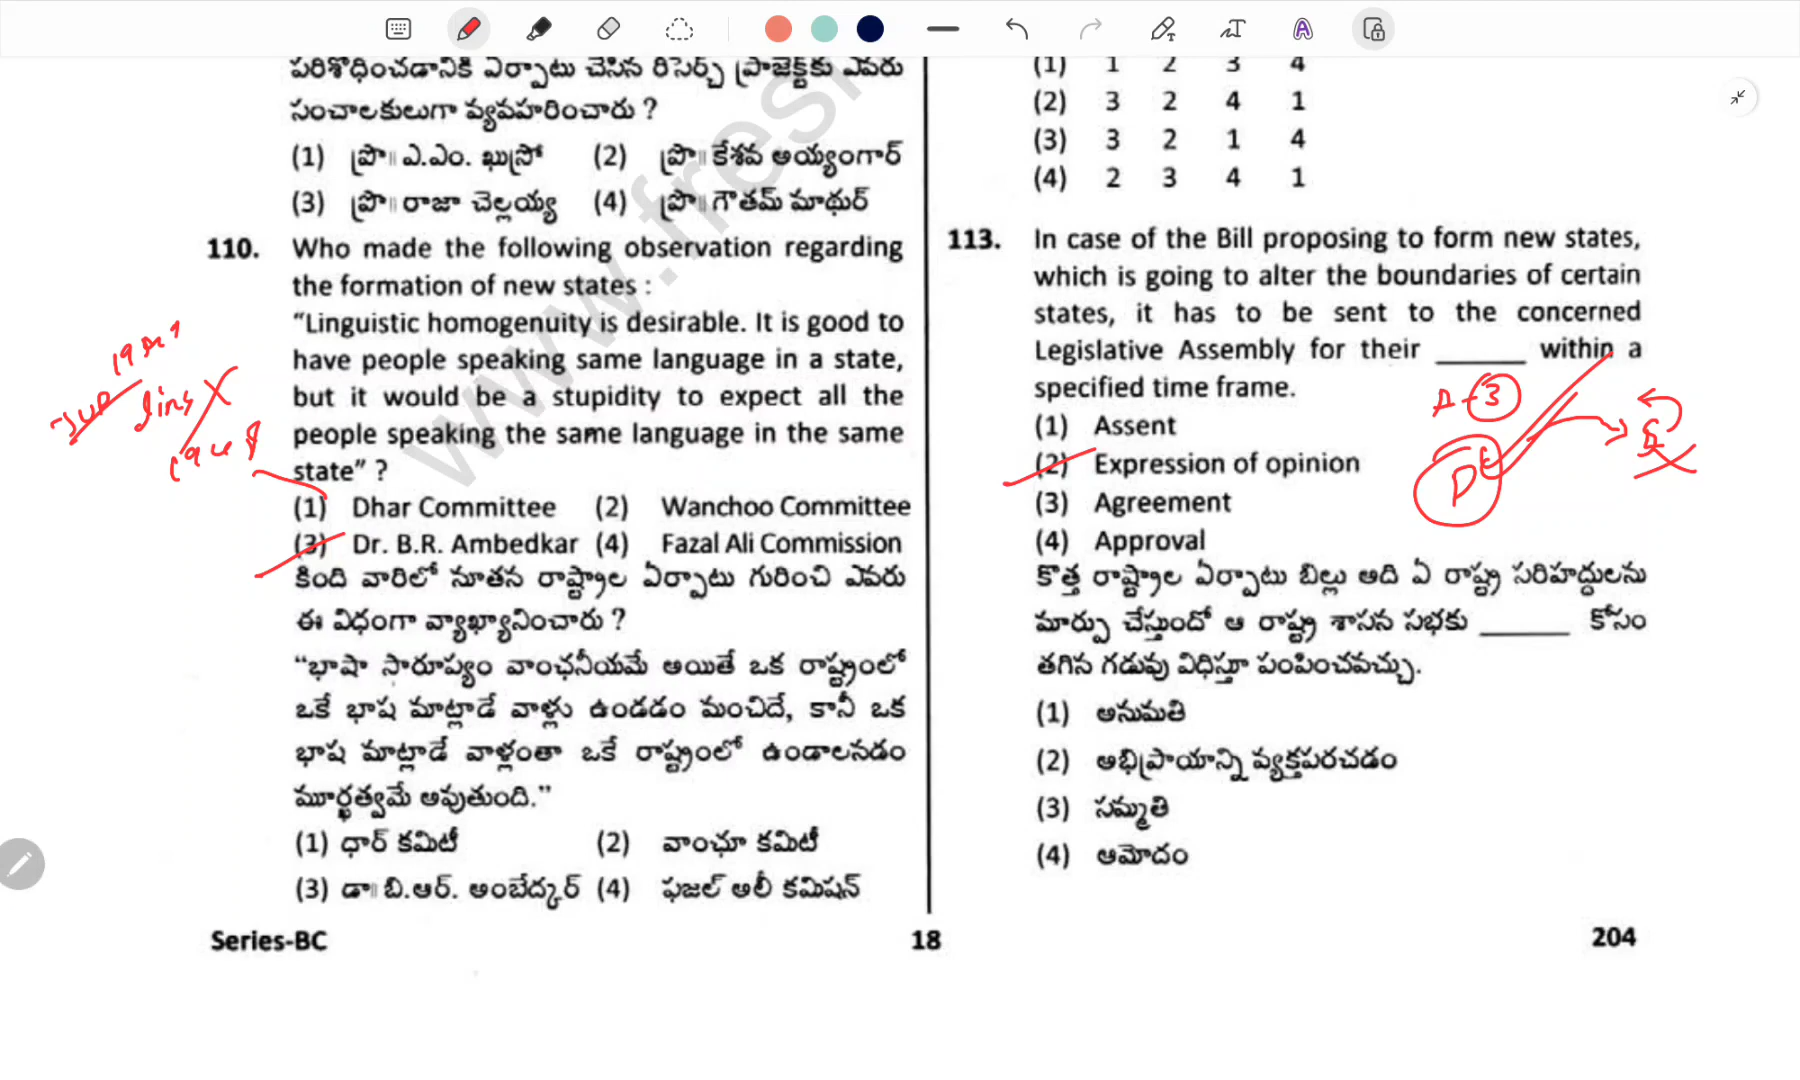 పరిశోధించడానికి ఏర్పాటు చేసిన రిసెర్చ్ ప్రాజెక్ట్‌కు ఎవరు
సంచాలకులుగా వ్యవహరించారు ?
(1) ప్రొ॥ ఎ.ఎం. ఖుస్రో (2) ప్రొ॥ కేశవ అయ్యంగార్
(3) ప్రొ॥ రాజా చెల్లయ్య (4) ప్రొ॥ గౌతమ్ మాథుర్
110. Who made the following observation regarding
the formation of new states :
“Linguistic homogenuity is desirable. It is good to
have people speaking same language in a state,
but it would be a stupidity to expect all the
people speaking the same language in the same
state” ?
(1) Dhar Committee (2) Wanchoo Committee
(3) Dr. B.R. Ambedkar (4) Fazal Ali Commission
కింది వారిలో నూతన రాష్ట్రాల ఏర్పాటు గురించి ఎవరు
ఈ విధంగా వ్యాఖ్యానించారు ?
“భాషా సారూప్యం వాంఛనీయమే అయితే ఒక రాష్ట్రంలో
ఒకే భాష మాట్లాడే వాళ్లు ఉండడం మంచిదే, కానీ ఒక
భాష మాట్లాడే వాళ్లంతా ఒకే రాష్ట్రంలో ఉండాలనడం
మూర్ఖత్వమే అవుతుంది.”
(1) ధార్ కమిటీ (2) వాంఛూ కమిటీ
(3) డా॥ బి.ఆర్. అంబేద్కర్ (4) ఫజల్ అలీ కమిషన్
(1) 1 2 3 4
(2) 3 2 4 1
(3) 3 2 1 4
(4) 2 3 4 1
113. In case of the Bill proposing to form new states,
which is going to alter the boundaries of certain
states, it has to be sent to the concerned
Legislative Assembly for their ______ within a
specified time frame.
(1) Assent
(2) Expression of opinion
(3) Agreement
(4) Approval
A-3
P
కొత్త రాష్ట్రాల ఏర్పాటు బిల్లు ఆది ఏ రాష్ట్ర సరిహద్దులను
మార్పు చేస్తుందో ఆ రాష్ట్ర శాసన సభకు ______ కోసం
తగిన గడువు విధిస్తూ పంపించవచ్చు.
(1) అనుమతి
(2) అభిప్రాయాన్ని వ్యక్తపరచడం
(3) సమ్మతి
(4) ఆమోదం
Series-BC 18 204
www.fres